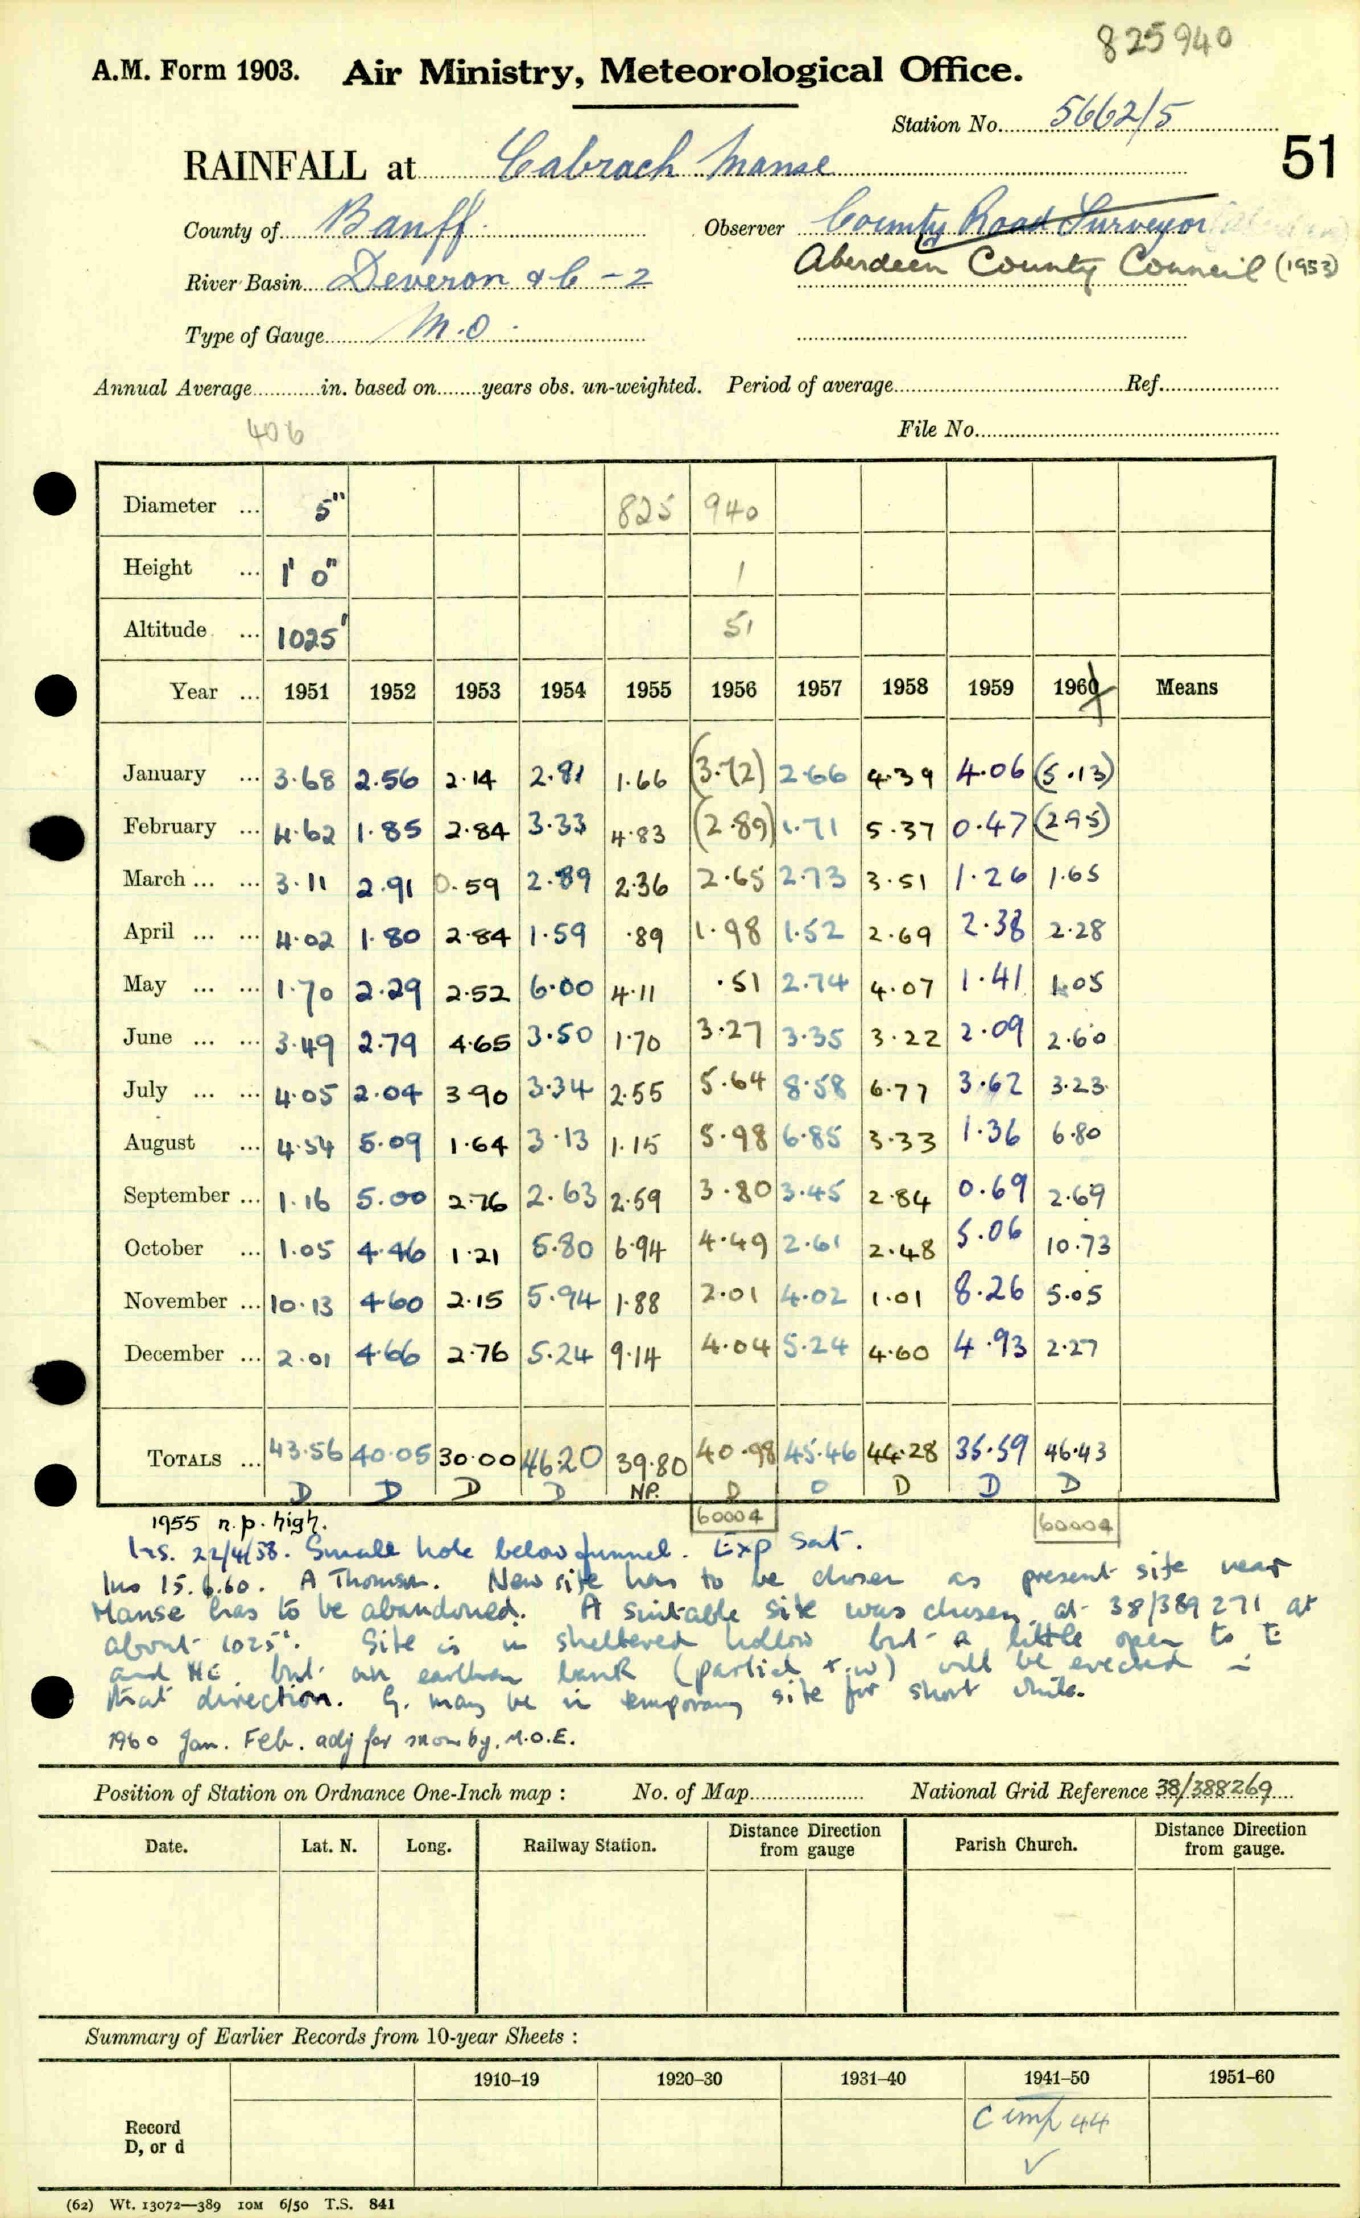 825940
A.M. Form 1903. Air Ministry, Meteorological Office.
Station No. 5662/5
51
RAINFALL at Cabrach Manse
County of Banff. Observer County Road Surveyor
River Basin Deveron &c - 2 Aberdeen County Council (1953)
Type of Gauge M.O.
Annual Average in. based on years obs. un-weighted. Period of average Ref.
406
File No.
Diameter ... 5" 825 940
Height ... 1' 0" 1
Altitude ... 1025' 51
Year ... 1951 1952 1953 1954 1955 1956 1957 1958 1959 1960 Means
January ... 3.68 2.56 2.14 2.81 1.66 (3.72) 2.66 4.39 4.06 (5.13)
February ... 4.62 1.85 2.84 3.33 4.83 (2.89) 1.71 5.37 0.47 (2.95)
March ... ... 3.11 2.91 0.59 2.89 2.36 2.65 2.73 3.51 1.26 1.65
April ... ... 4.02 1.80 2.84 1.59 .89 1.98 1.52 2.69 2.38 2.28
May ... ... 1.70 2.29 2.52 6.00 4.11 .51 2.74 4.07 1.41 1.05
June ... ... 3.49 2.79 4.65 3.50 1.70 3.27 3.35 3.22 2.09 2.60
July ... ... 4.05 2.04 3.90 3.34 2.55 5.64 8.58 6.77 3.62 3.23
August ... 4.54 5.09 1.64 3.13 1.15 5.98 6.85 3.33 1.36 6.80
September ... 1.16 5.00 2.76 2.63 2.59 3.80 3.45 2.84 0.69 2.69
October ... 1.05 4.46 1.21 5.80 6.94 4.49 2.61 2.48 5.06 10.73
November ... 10.13 4.60 2.15 5.94 1.88 2.01 4.02 1.01 8.26 5.05
December ... 2.01 4.66 2.76 5.24 9.14 4.04 5.24 4.60 4.93 2.27
TOTALS ... 43.56 40.05 30.00 46.20 39.80 40.98 45.46 44.28 35.59 46.43
D D D D NP. D D D D D
60004 60004
1955 n.p. high.
Ins. 22/4/58. Small hole below funnel. Exp Sat.
Ins 15.6.60. A Thomson. New site has to be chosen as present site near
Manse has to be abandoned. A suitable site was chosen at 38/389271 at
about 1025'. Site is in sheltered hollow but a little open to E
and NE but an earthen bank (partial t.w) will be erected in
that direction. G. may be in temporary site for short while.
1960 Jan. Feb. adj for snow by. M.O.E.
Position of Station on Ordnance One-Inch map : No. of Map National Grid Reference 38/388269
Date. Lat. N. Long. Railway Station. Distance from Direction gauge Parish Church. Distance from Direction gauge.
Summary of Earlier Records from 10-year Sheets :
1910–19 1920–30 1931–40 1941–50 1951–60
Record
D, or d
C imp 44
✓
(62) Wt. 13072—389 10M 6/50 T.S. 841